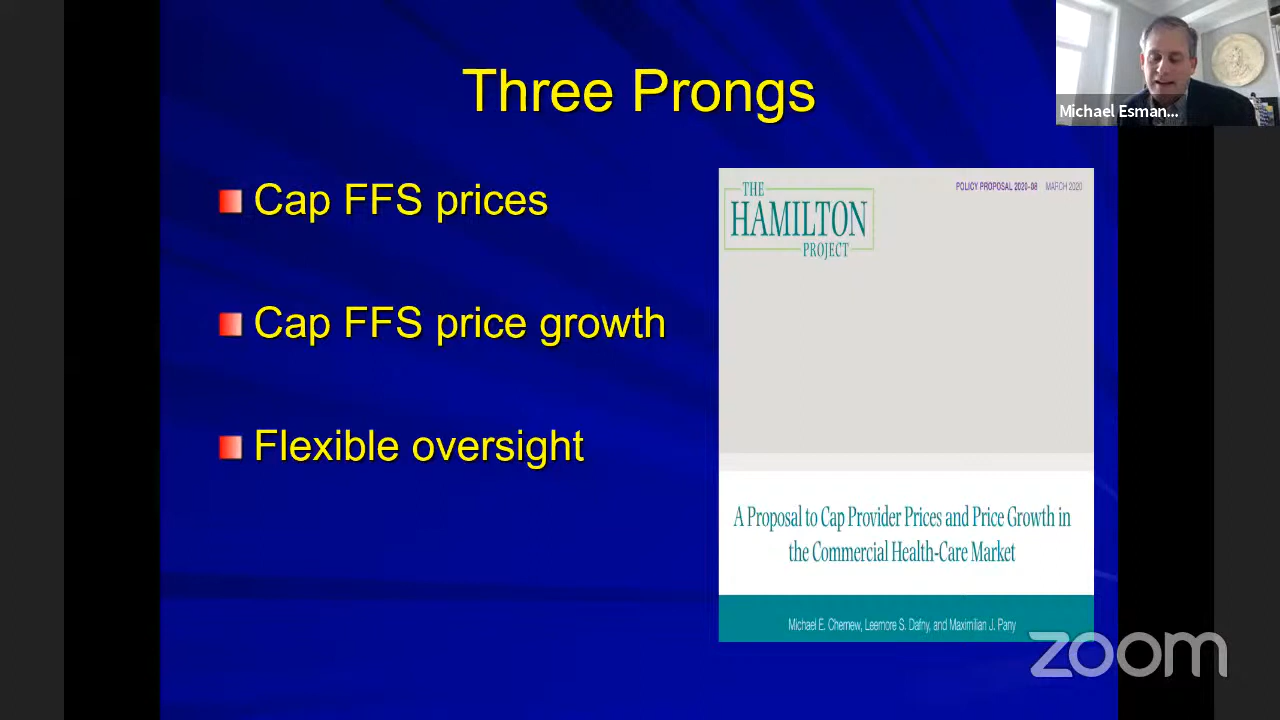 Three Prongs
Michael Esman...
Cap FFS prices
Cap FFS price growth
Flexible oversight
THE
HAMILTON
PROJECT
POLICY PROPOSAL 2020-08 MARCH 2020
A Proposal to Cap Provider Prices and Price Growth in
the Commercial Health-Care Market
Michael E. Chernew, Leemore S. Dafny, and Maximilian J. Pany
zoom